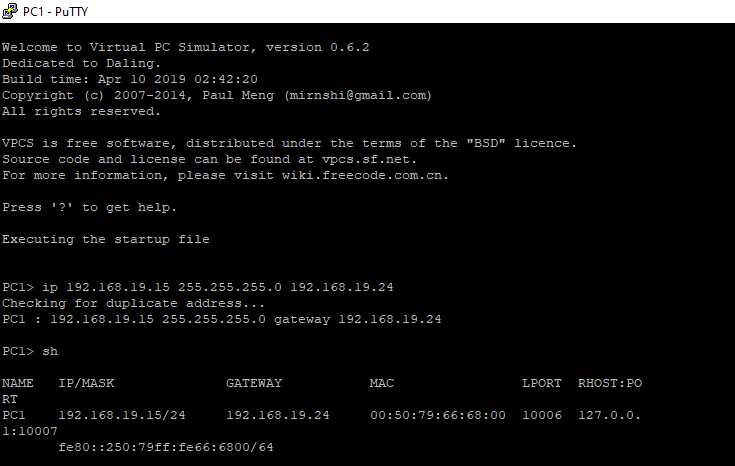 PC1 - PuTTY
Welcome to Virtual PC Simulator, version 0.6.2
Dedicated to Daling.
Build time: Apr 10 2019 02:42:20
Copyright (c) 2007-2014, Paul Meng (mirnshi@gmail.com)
All rights reserved.
VPCS is free software, distributed under the terms of the "BSD" licence.
Source code and license can be found at vpcs.sf.net.
For more information, please visit wiki.freecode.com.cn.
Press '?' to get help.
Executing the startup file
PC1> ip 192.168.19.15 255.255.255.0 192.168.19.24
Checking for duplicate address...
PC1 : 192.168.19.15 255.255.255.0 gateway 192.168.19.24
PC1> sh
NAME   IP/MASK              GATEWAY           MAC                LPORT  RHOST:PO
RT
PC1    192.168.19.15/24     192.168.19.24     00:50:79:66:68:00  10006  127.0.0.
1:10007
       fe80::250:79ff:fe66:6800/64